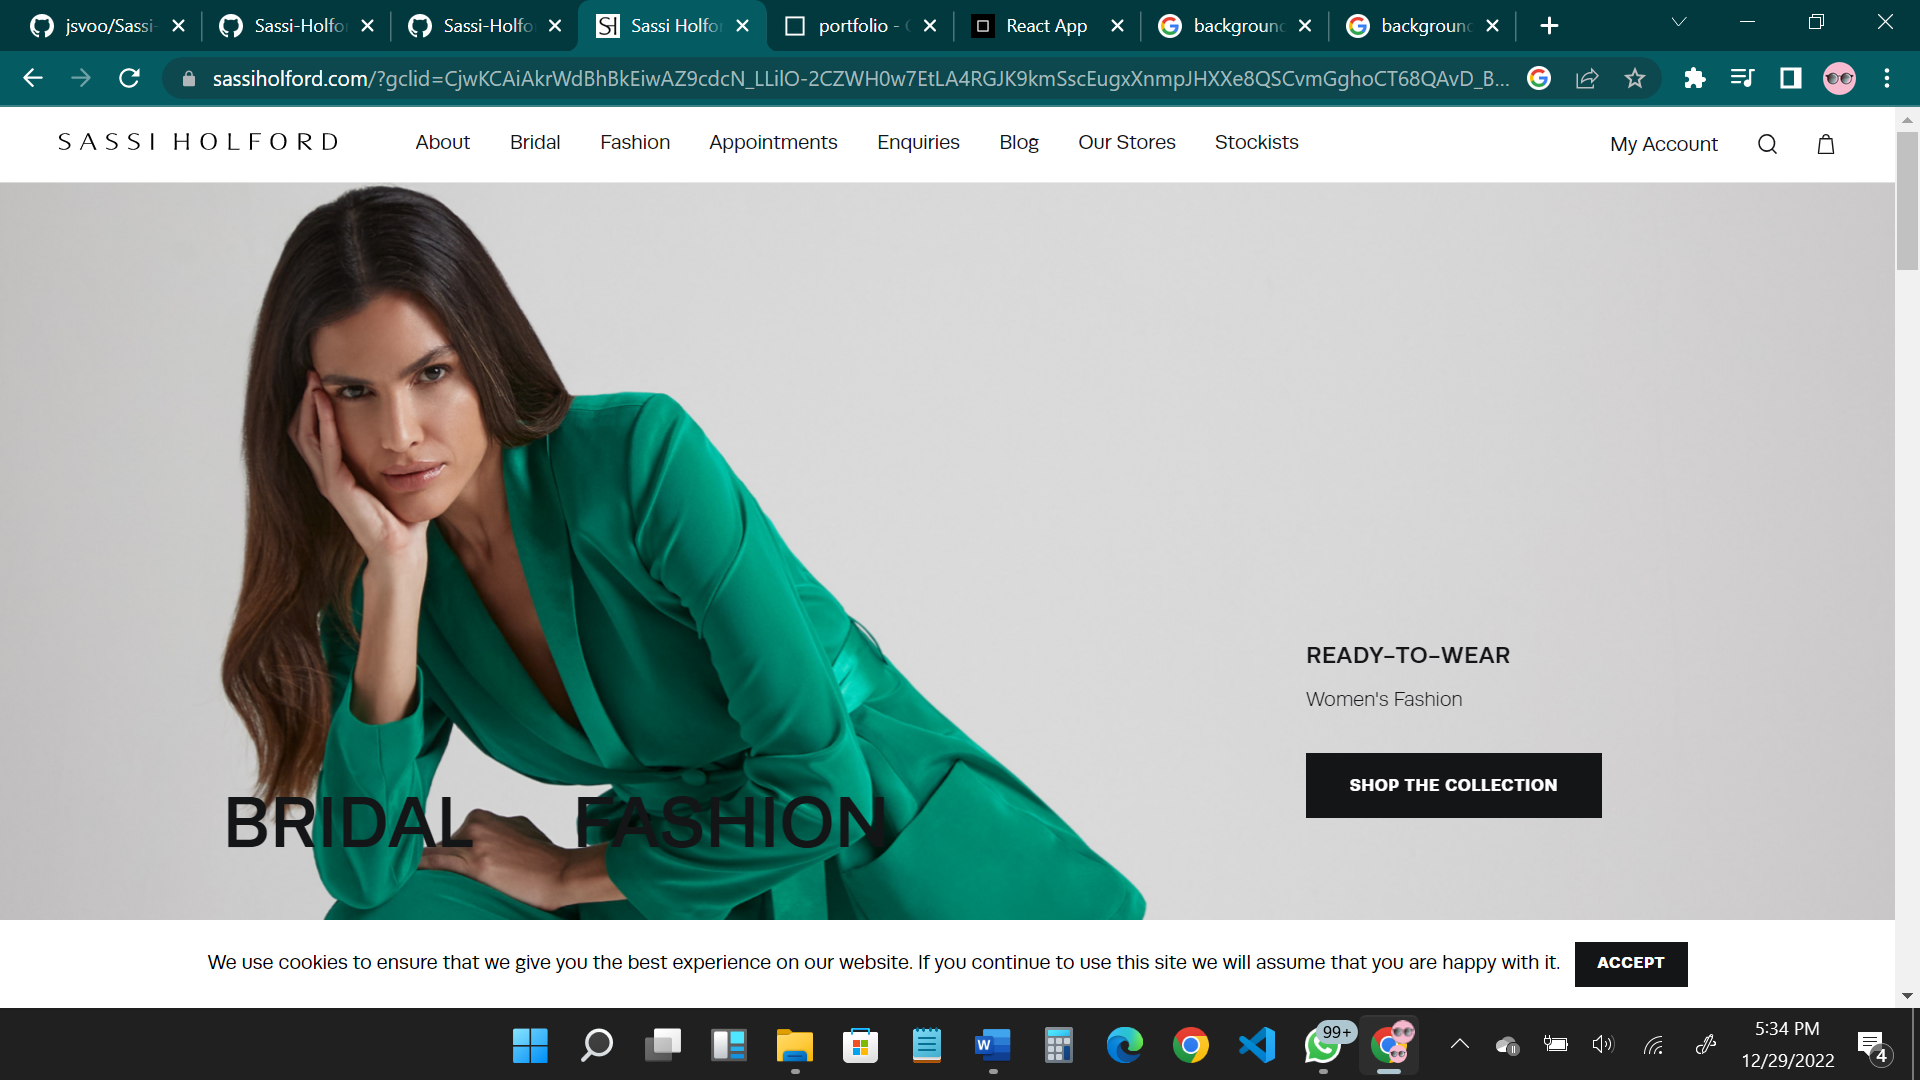 jsvoo/Sassi-
Sassi-Holfo
Sassi-Holfo
Sassi Holfor
portfolio -
React App
background
background
sassiholford.com/?gclid=CjwKCAiAkrWdBhBkEiwAZ9cdcN_LLilO-2CZWH0w7EtLA4RGJK9kmSscEugxXnmpJHXXe8QSCvmGghoCT68QAvD_B...
SASSI HOLFORD
About
Bridal
Fashion
Appointments
Enquiries
Blog
Our Stores
Stockists
My Account
READY-TO-WEAR
Women's Fashion
SHOP THE COLLECTION
BRIDAL
FASHION
We use cookies to ensure that we give you the best experience on our website. If you continue to use this site we will assume that you are happy with it.
ACCEPT
99+
5:34 PM
12/29/2022
4